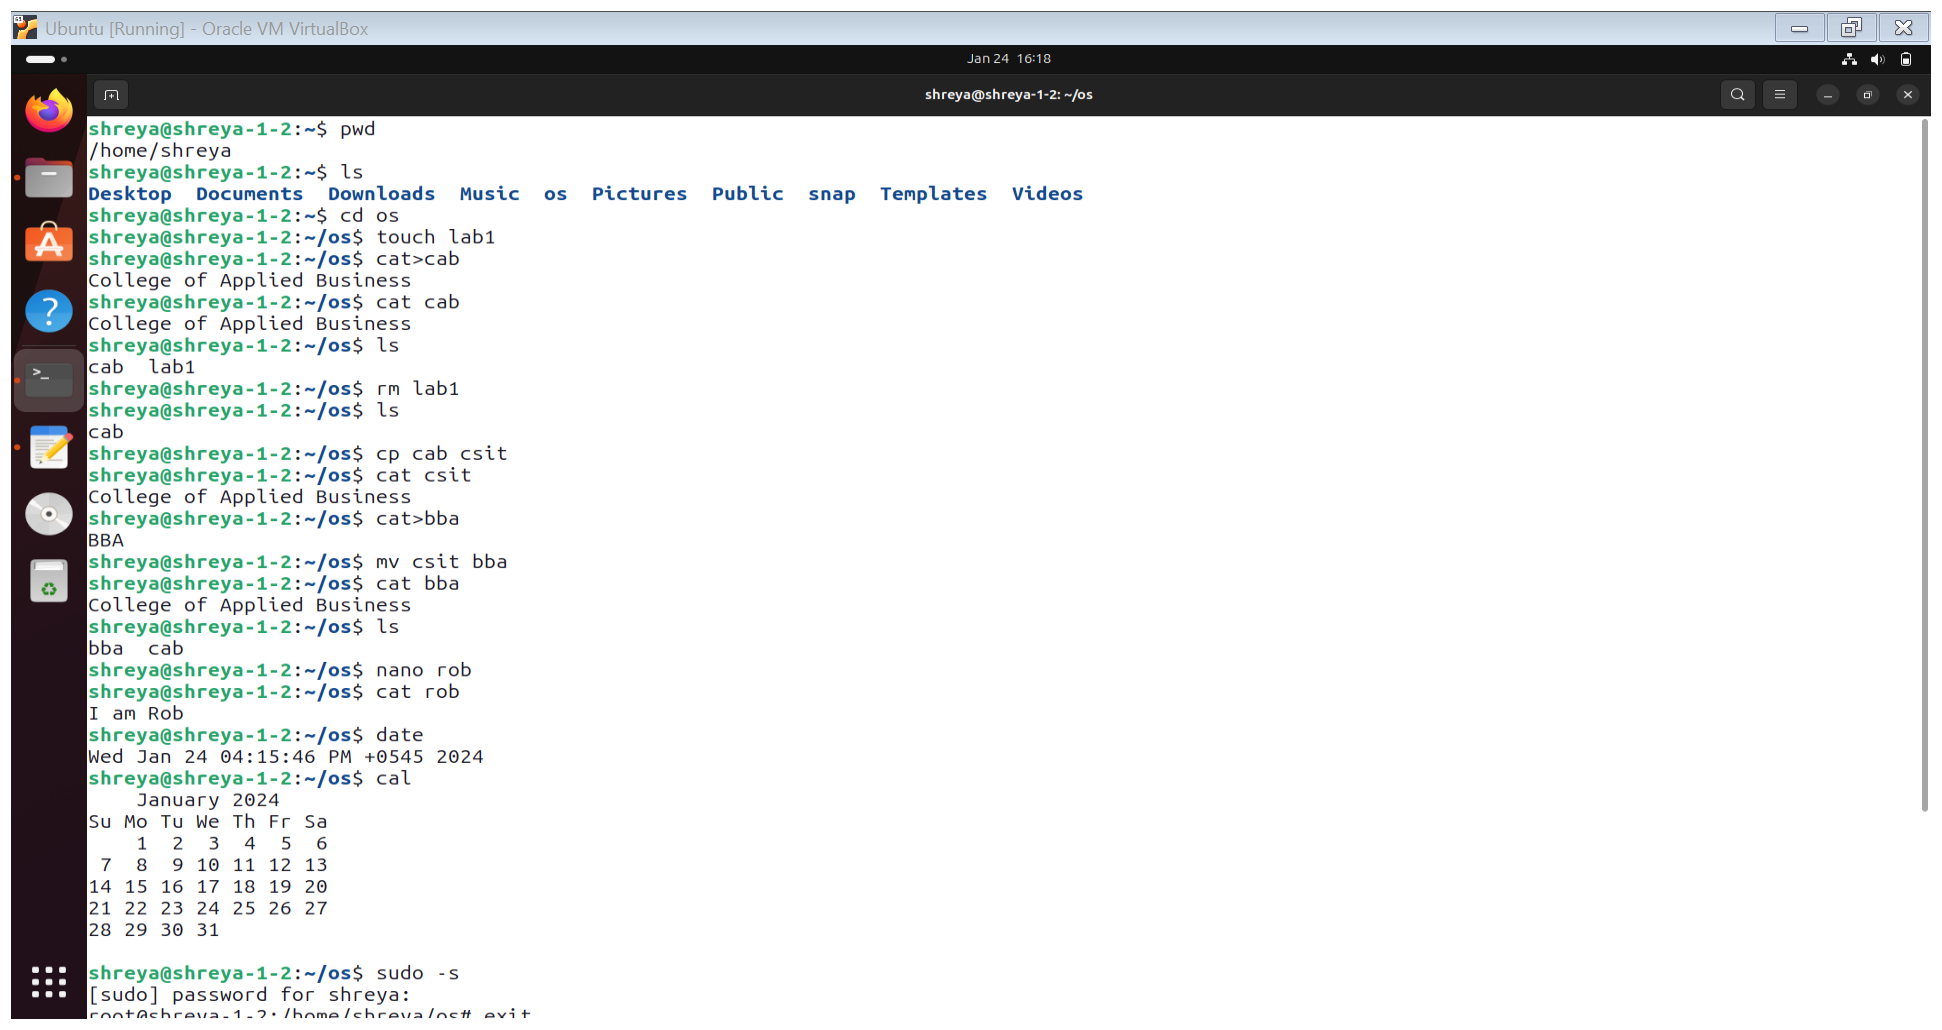 Ubuntu [Running] - Oracle VM VirtualBox
Jan 24 16:18
shreya@shreya-1-2: ~/os
shreya@shreya-1-2:~$ pwd
/home/shreya
shreya@shreya-1-2:~$ ls
Desktop  Documents  Downloads  Music  os  Pictures  Public  snap  Templates  Videos
shreya@shreya-1-2:~$ cd os
shreya@shreya-1-2:~/os$ touch lab1
shreya@shreya-1-2:~/os$ cat>cab
College of Applied Business
shreya@shreya-1-2:~/os$ cat cab
College of Applied Business
shreya@shreya-1-2:~/os$ ls
cab  lab1
shreya@shreya-1-2:~/os$ rm lab1
shreya@shreya-1-2:~/os$ ls
cab
shreya@shreya-1-2:~/os$ cp cab csit
shreya@shreya-1-2:~/os$ cat csit
College of Applied Business
shreya@shreya-1-2:~/os$ cat>bba
BBA
shreya@shreya-1-2:~/os$ mv csit bba
shreya@shreya-1-2:~/os$ cat bba
College of Applied Business
shreya@shreya-1-2:~/os$ ls
bba  cab
shreya@shreya-1-2:~/os$ nano rob
shreya@shreya-1-2:~/os$ cat rob
I am Rob
shreya@shreya-1-2:~/os$ date
Wed Jan 24 04:15:46 PM +0545 2024
shreya@shreya-1-2:~/os$ cal
    January 2024
Su Mo Tu We Th Fr Sa
    1  2  3  4  5  6
 7  8  9 10 11 12 13
14 15 16 17 18 19 20
21 22 23 24 25 26 27
28 29 30 31
shreya@shreya-1-2:~/os$ sudo -s
[sudo] password for shreya:
root@shreya-1-2:/home/shreya/os# exit